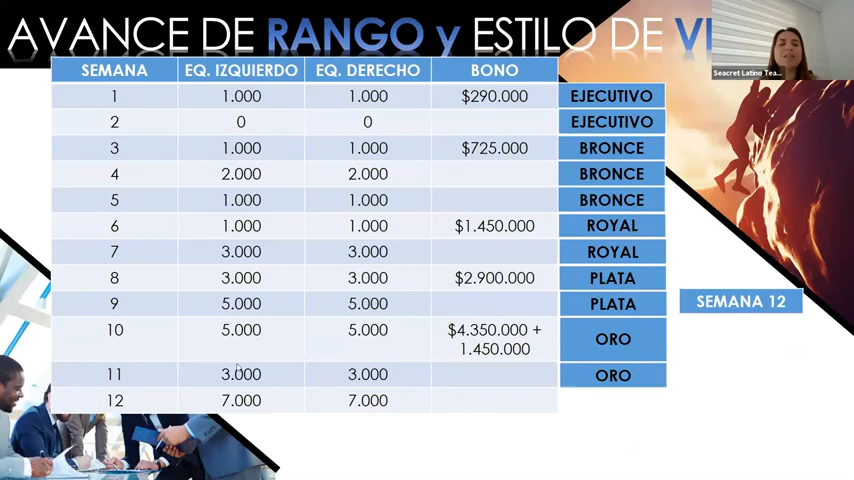 AVANCE DE RANGO y ESTILO DE VI
Seacret Latino Tea...
SEMANA EQ. IZQUIERDO EQ. DERECHO BONO
1 1.000 1.000 $290.000 EJECUTIVO
2 0 0 EJECUTIVO
3 1.000 1.000 $725.000 BRONCE
4 2.000 2.000 BRONCE
5 1.000 1.000 BRONCE
6 1.000 1.000 $1.450.000 ROYAL
7 3.000 3.000 ROYAL
8 3.000 3.000 $2.900.000 PLATA
9 5.000 5.000 PLATA
SEMANA 12
10 5.000 5.000 $4.350.000 +
1.450.000 ORO
11 3.000 3.000 ORO
12 7.000 7.000